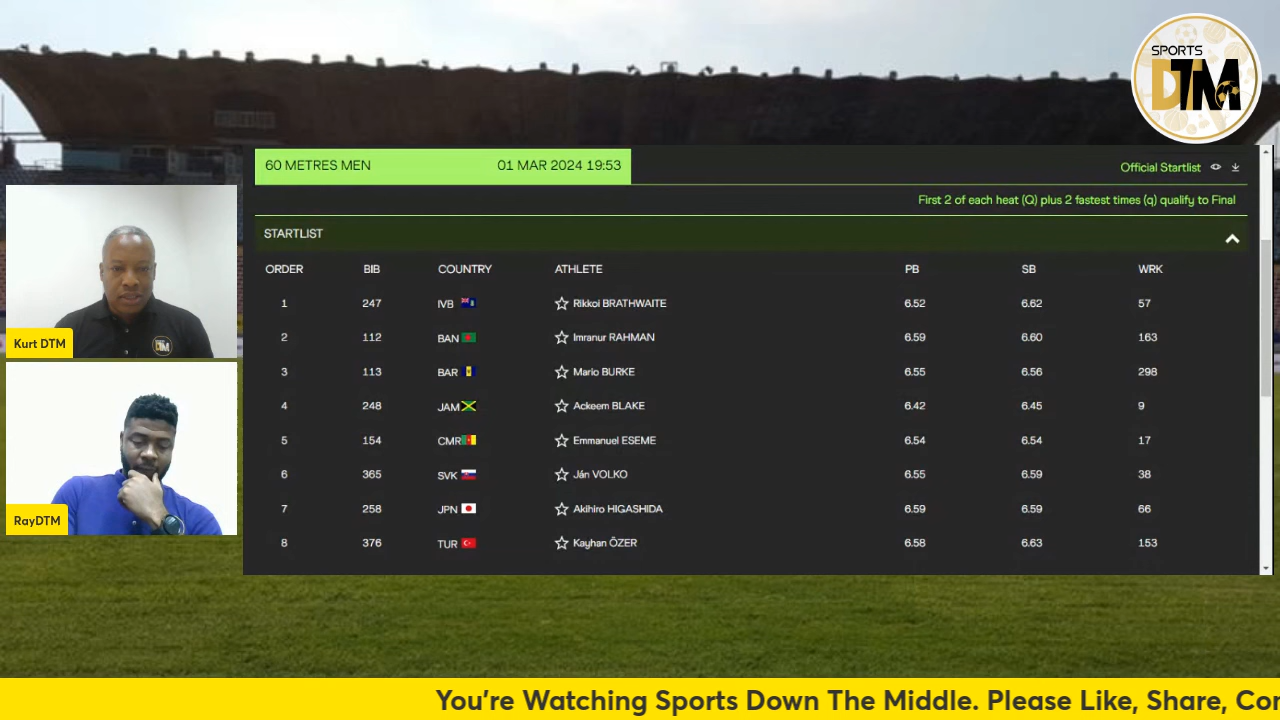 SPORTS
DTM
60 METRES MEN 01 MAR 2024 19:53
Official Startlist
First 2 of each heat (Q) plus 2 fastest times (q) qualify to Final
STARTLIST
ORDER BIB COUNTRY ATHLETE PB SB WRK
1 247 IVB Rikkoi BRATHWAITE 6.52 6.62 57
2 112 BAN Imranur RAHMAN 6.59 6.60 163
3 113 BAR Mario BURKE 6.55 6.56 298
4 248 JAM Ackeem BLAKE 6.42 6.45 9
5 154 CMR Emmanuel ESEME 6.54 6.54 17
6 365 SVK Ján VOLKO 6.55 6.59 38
7 258 JPN Akihiro HIGASHIDA 6.59 6.59 66
8 376 TUR Kayhan ÖZER 6.58 6.63 153
Kurt DTM
DTM
RayDTM
You're Watching Sports Down The Middle. Please Like, Share, Co